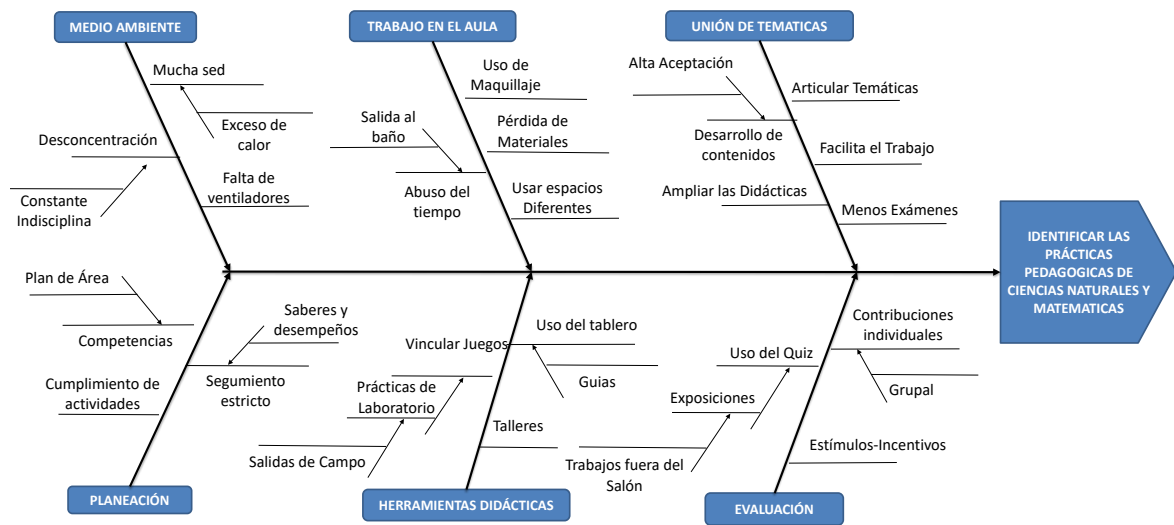 MEDIO AMBIENTE
TRABAJO EN EL AULA
UNIÓN DE TEMATICAS
Mucha sed
Exceso de
calor
Desconcentración
Constante
Indisciplina
Falta de
ventiladores
Uso de
Maquillaje
Salida al
baño
Pérdida de
Materiales
Abuso del
tiempo
Usar espacios
Diferentes
Alta Aceptación
Articular Temáticas
Desarrollo de
contenidos
Facilita el Trabajo
Ampliar las Didácticas
Menos Exámenes
IDENTIFICAR LAS
PRÁCTICAS
PEDAGOGICAS DE
CIENCIAS NATURALES Y
MATEMATICAS
Plan de Área
Competencias
Saberes y
desempeños
Segumiento
estricto
Cumplimiento de
actividades
Uso del tablero
Vincular Juegos
Guias
Prácticas de
Laboratorio
Talleres
Salidas de Campo
Contribuciones
individuales
Uso del Quiz
Grupal
Exposiciones
Trabajos fuera del
Salón
Estímulos-Incentivos
PLANEACIÓN
HERRAMIENTAS DIDÁCTICAS
EVALUACIÓN